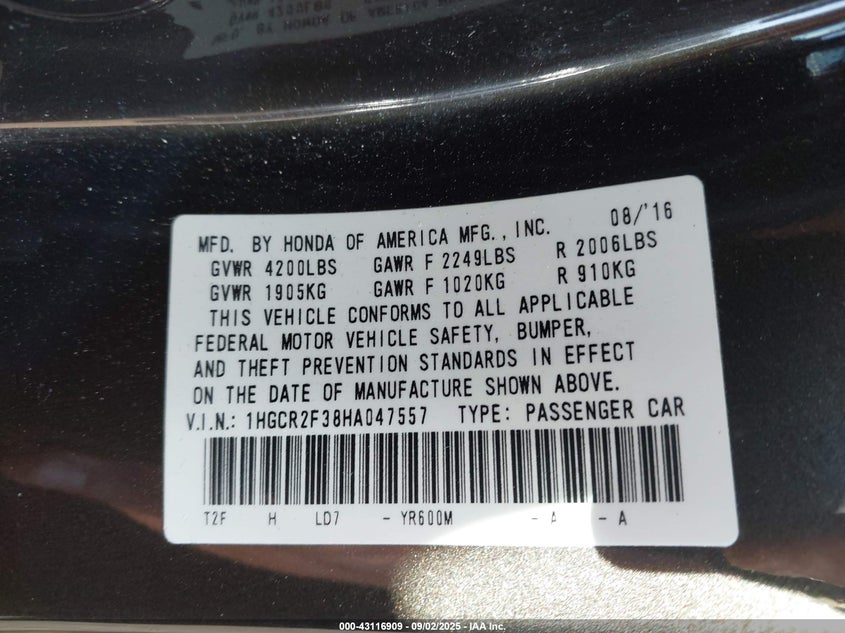 MFD. BY HONDA OF AMERICA MFG., INC. 08/'16
GVWR 4200LBS GAWR F 2249LBS R 2006LBS
GVWR 1905KG GAWR F 1020KG R 910KG
THIS VEHICLE CONFORMS TO ALL APPLICABLE
FEDERAL MOTOR VEHICLE SAFETY, BUMPER,
AND THEFT PREVENTION STANDARDS IN EFFECT
ON THE DATE OF MANUFACTURE SHOWN ABOVE.
V.I.N.: 1HGCR2F38HA047557 TYPE: PASSENGER CAR
T2F H LD7 - YR600M - A - A
000-43116909 - 09/02/2025 - IAA Inc.